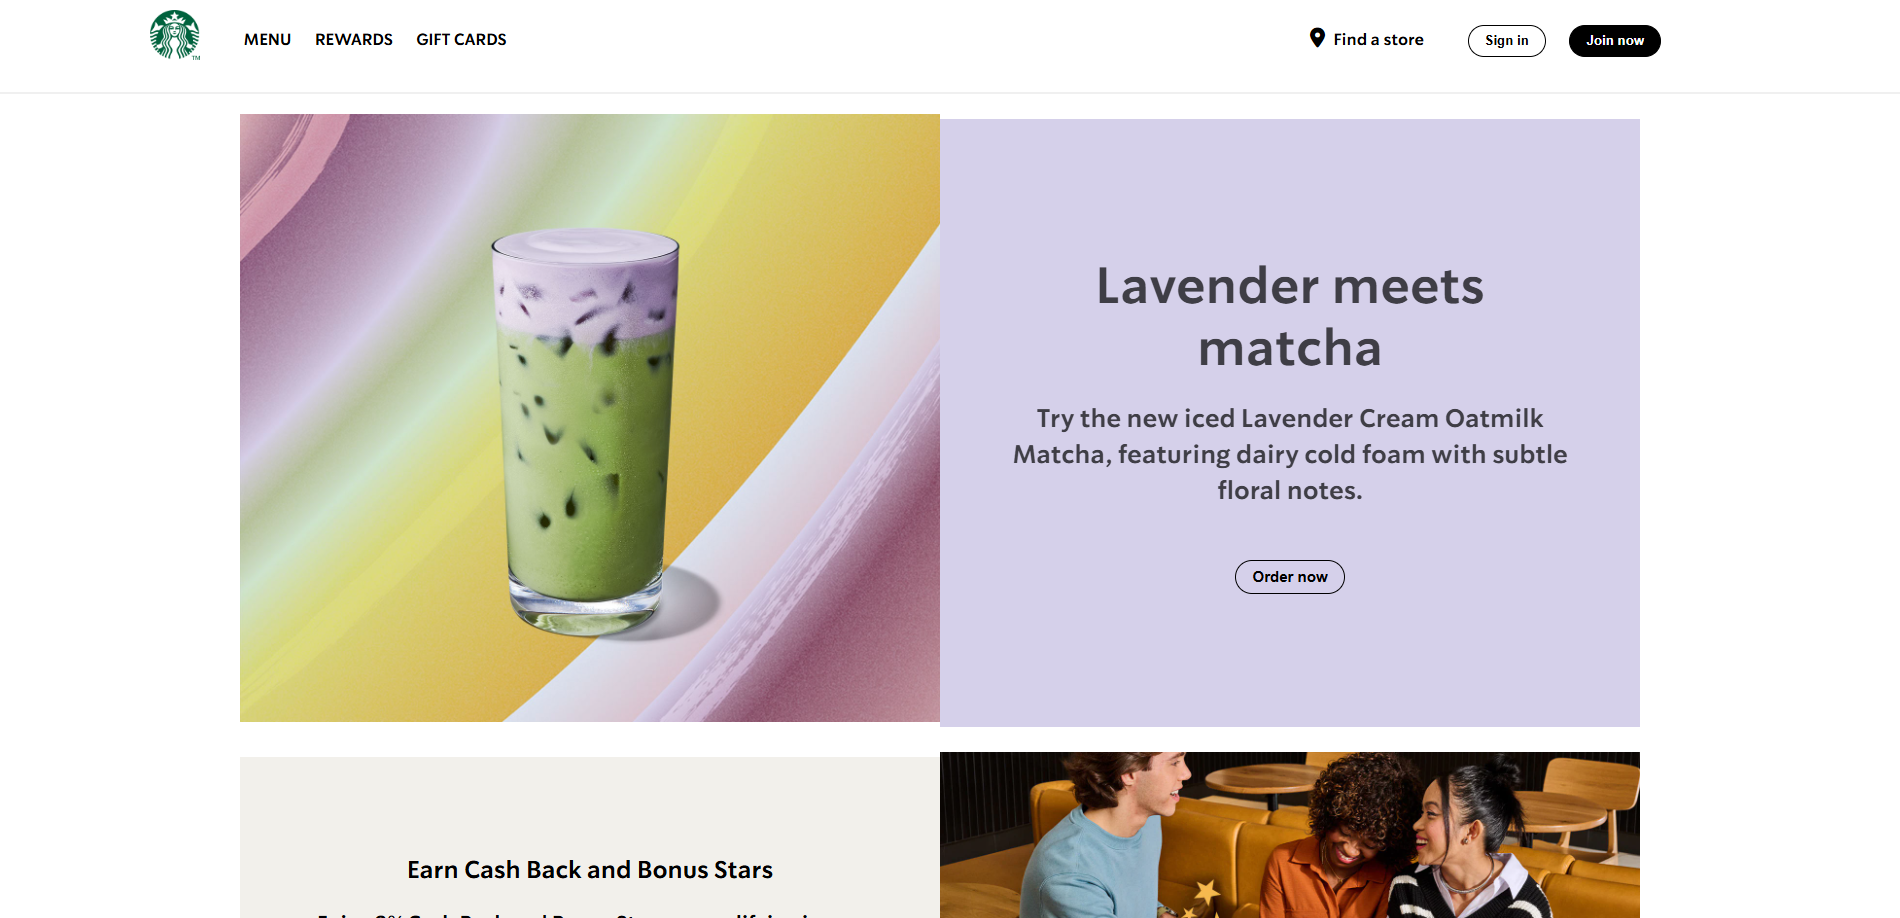 MENU REWARDS GIFT CARDS Find a store Sign in Join now
TM
Lavender meets
matcha
Try the new iced Lavender Cream Oatmilk
Matcha, featuring dairy cold foam with subtle
floral notes.
Order now
Earn Cash Back and Bonus Stars